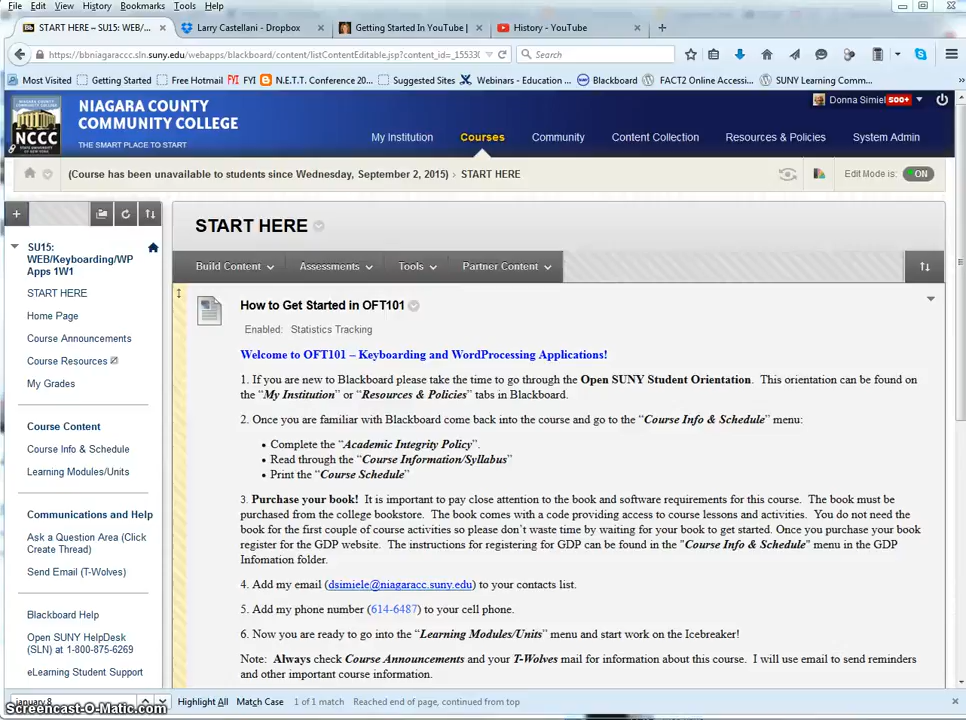 File Edit View History Bookmarks Tools Help
START HERE – SU15: WEB/... × Larry Castellani - Dropbox × Getting Started In YouTube | × History - YouTube × +
https://bbniagaraccc.sln.suny.edu/webapps/blackboard/content/listContentEditable.jsp?content_id=_15533( Search
Most Visited Getting Started Free Hotmail FYI FYI N.E.T.T. Conference 20... Suggested Sites Webinars - Education ... Blackboard FACT2 Online Accessi... SUNY Learning Comm... »
NCCC
NIAGARA COUNTY
COMMUNITY COLLEGE
THE SMART PLACE TO START
Donna Simiel 500+
My Institution Courses Community Content Collection Resources & Policies System Admin
(Course has been unavailable to students since Wednesday, September 2, 2015) › START HERE Edit Mode is: ON
SU15:
WEB/Keyboarding/WP
Apps 1W1
START HERE
Home Page
Course Announcements
Course Resources
My Grades
Course Content
Course Info & Schedule
Learning Modules/Units
Communications and Help
Ask a Question Area (Click
Create Thread)
Send Email (T-Wolves)
Blackboard Help
Open SUNY HelpDesk
(SLN) at 1-800-875-6269
eLearning Student Support
START HERE
Build Content Assessments Tools Partner Content
How to Get Started in OFT101
Enabled: Statistics Tracking
Welcome to OFT101 – Keyboarding and WordProcessing Applications!
1. If you are new to Blackboard please take the time to go through the Open SUNY Student Orientation. This orientation can be found on
the “My Institution” or “Resources & Policies” tabs in Blackboard.
2. Once you are familiar with Blackboard come back into the course and go to the “Course Info & Schedule” menu:
• Complete the “Academic Integrity Policy”.
• Read through the “Course Information/Syllabus”
• Print the “Course Schedule”
3. Purchase your book! It is important to pay close attention to the book and software requirements for this course. The book must be
purchased from the college bookstore. The book comes with a code providing access to course lessons and activities. You do not need the
book for the first couple of course activities so please don’t waste time by waiting for your book to get started. Once you purchase your book
register for the GDP website. The instructions for registering for GDP can be found in the "Course Info & Schedule" menu in the GDP
Infomation folder.
4. Add my email (dsimiele@niagaracc.suny.edu) to your contacts list.
5. Add my phone number (614-6487) to your cell phone.
6. Now you are ready to go into the “Learning Modules/Units” menu and start work on the Icebreaker!
Note: Always check Course Announcements and your T-Wolves mail for information about this course. I will use email to send reminders
and other important course information.
january 8 Highlight All Match Case 1 of 1 match Reached end of page, continued from top
Screencast-O-Matic.com